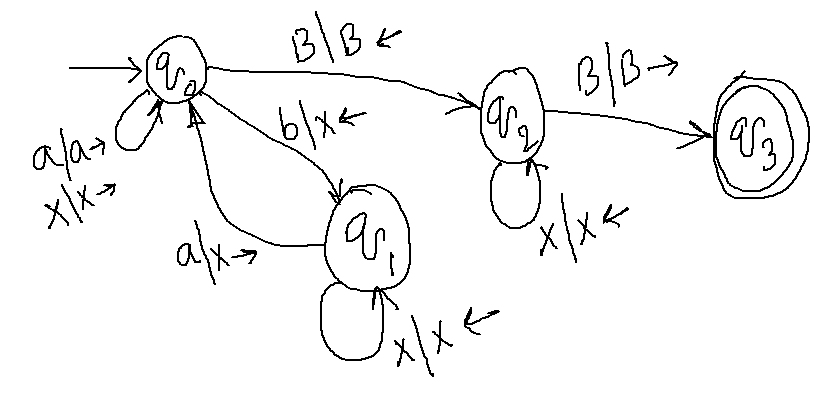 B|B ←
q0
B|B→
b|x←
q2
q3
a|a→
x|x→
q1
x|x←
a|x→
x|x ←